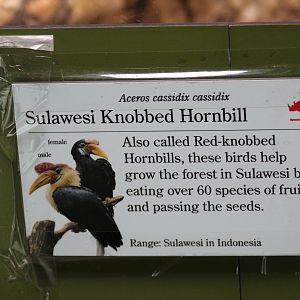 Aceros cassidix cassidix
Sulawesi Knobbed Hornbill
female
male
Also called Red-knobbed
Hornbills, these birds help
grow the forest in Sulawesi b
eating over 60 species of frui
and passing the seeds.
Range: Sulawesi in Indonesia